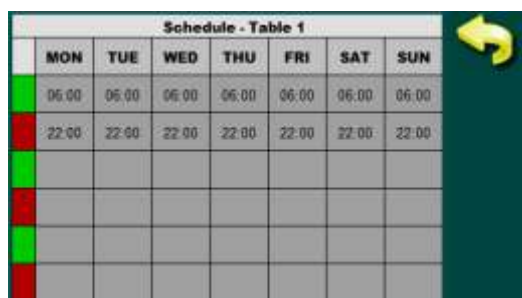 Schedule - Table 1
MON TUE WED THU FRI SAT SUN
06:00 06:00 06:00 06:00 06:00 06:00 06:00
22:00 22:00 22:00 22:00 22:00 22:00 22:00